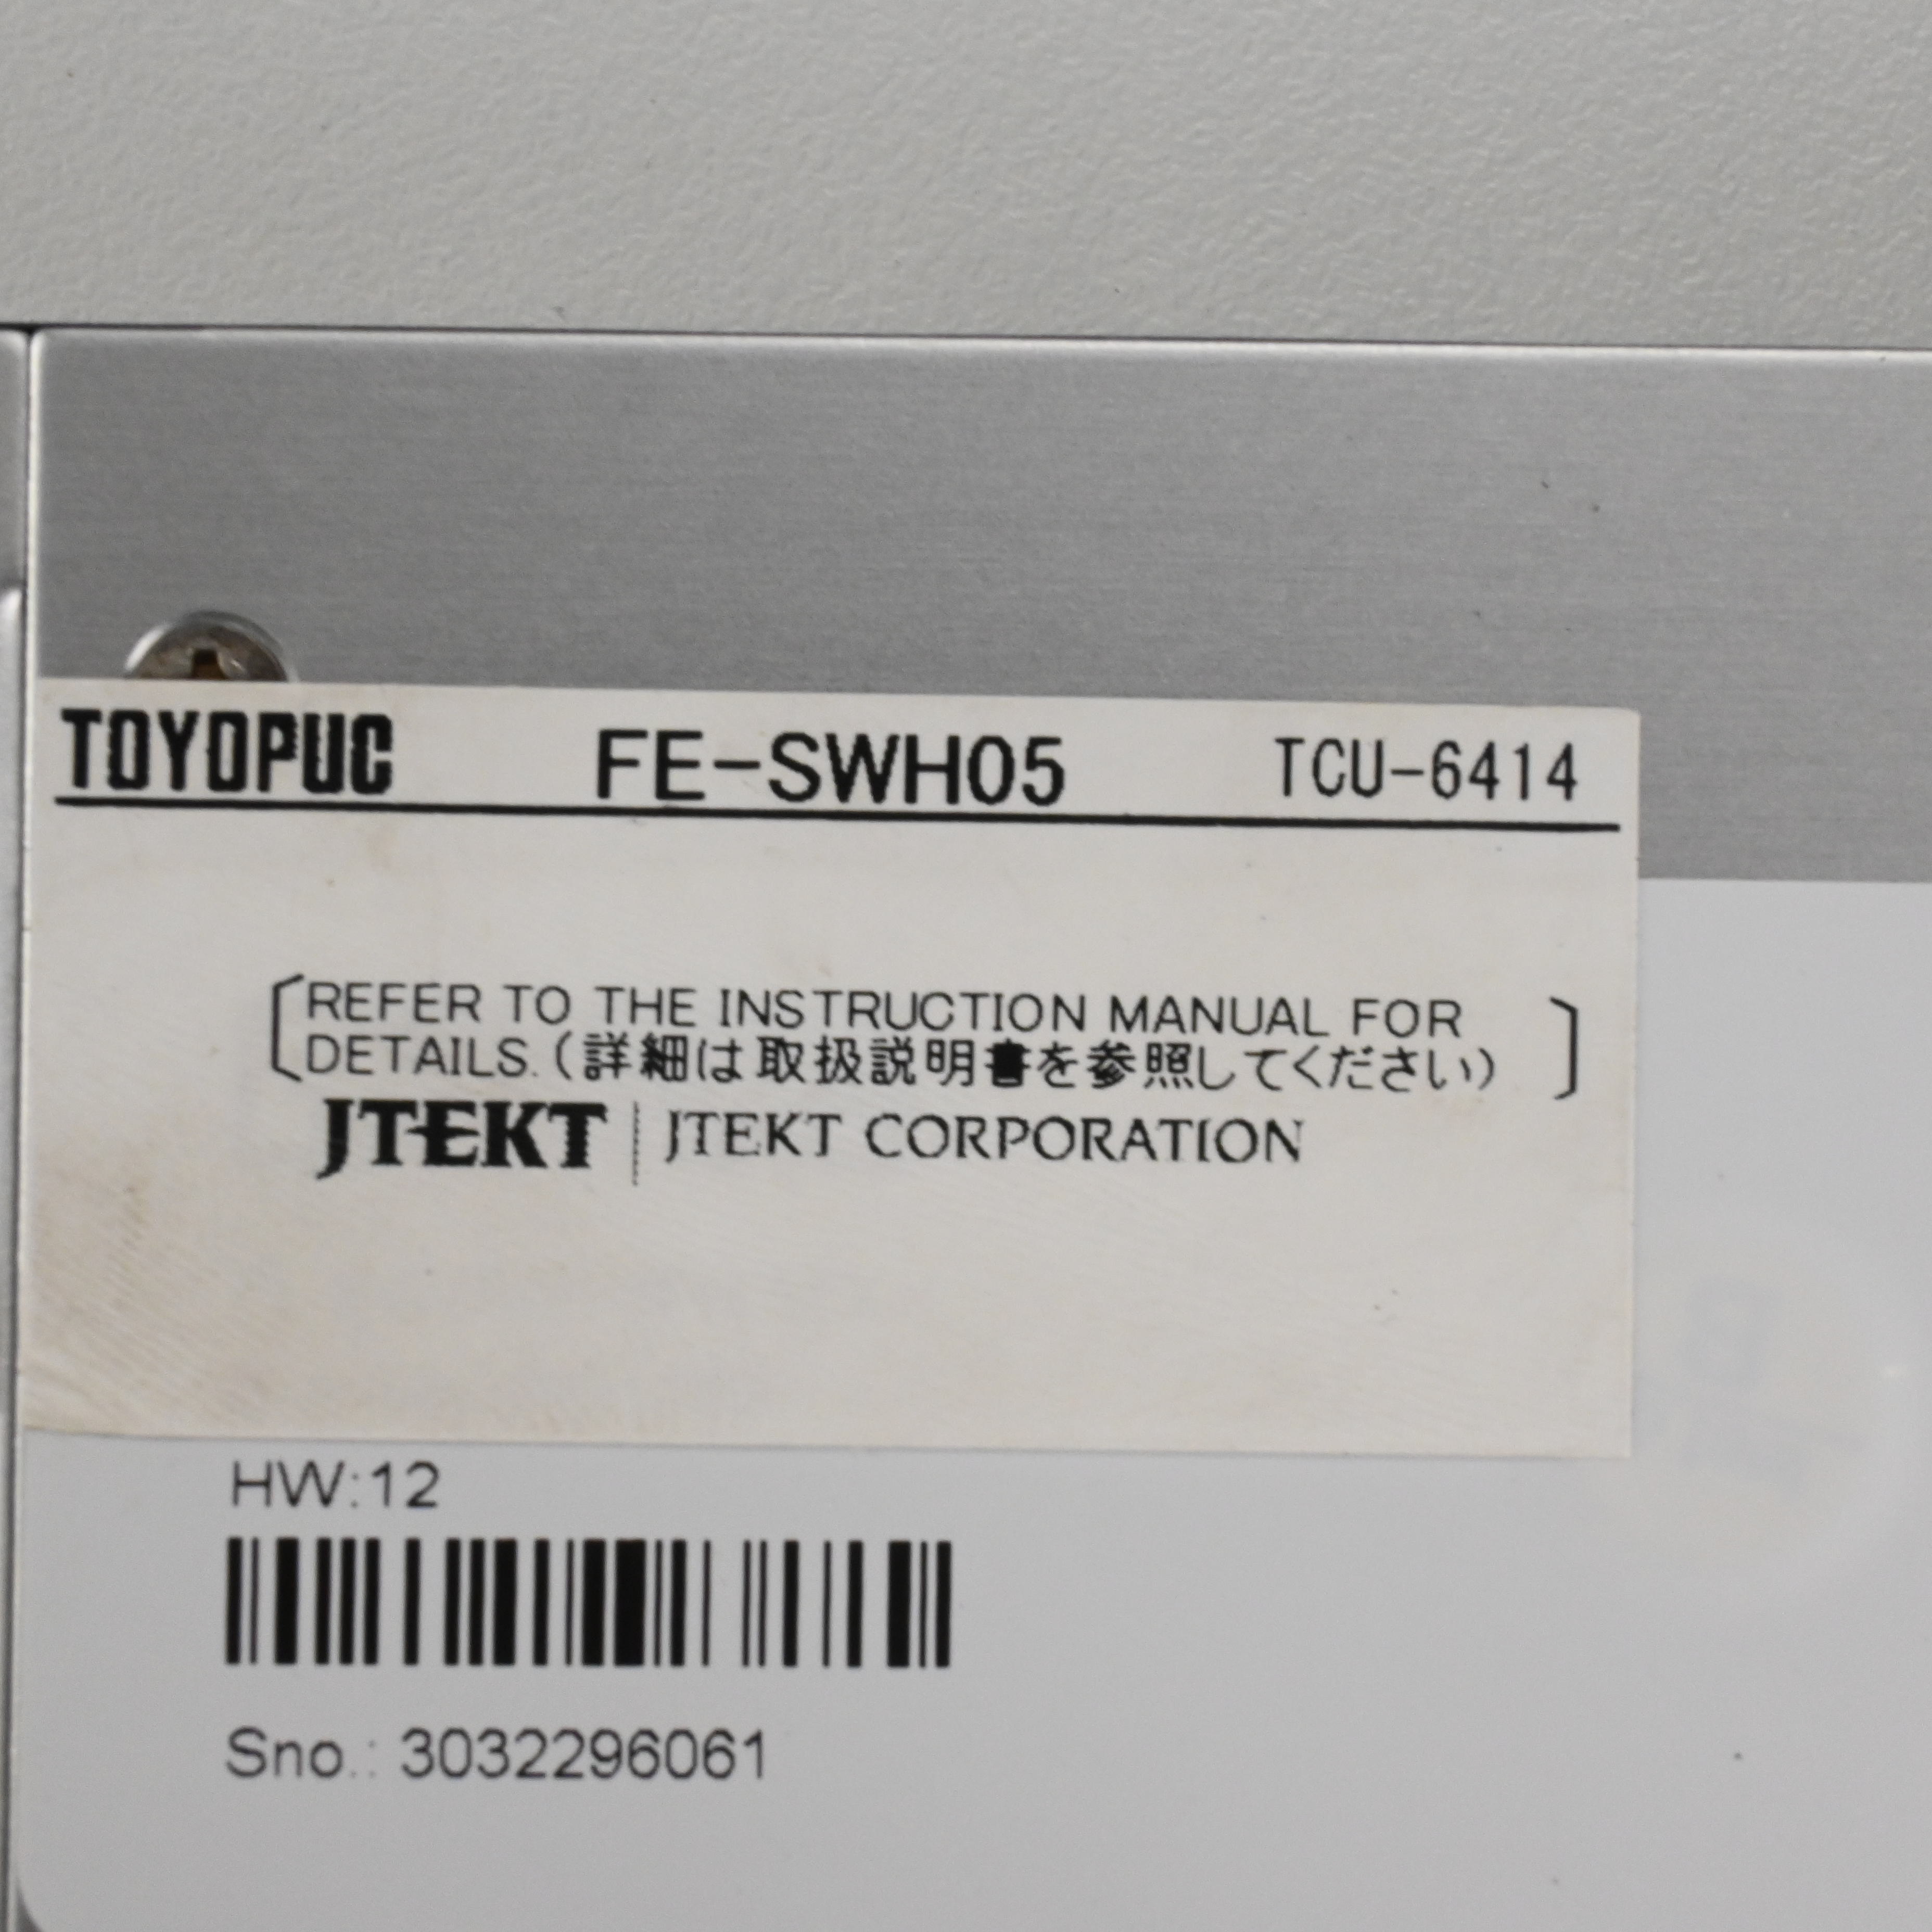 TOYOPUC FE-SWH05 TCU-6414
[REFER TO THE INSTRUCTION MANUAL FOR
DETAILS.(詳細は取扱説明書を参照してください)]
JTEKT | JTEKT CORPORATION
HW:12
Sno.: 3032296061